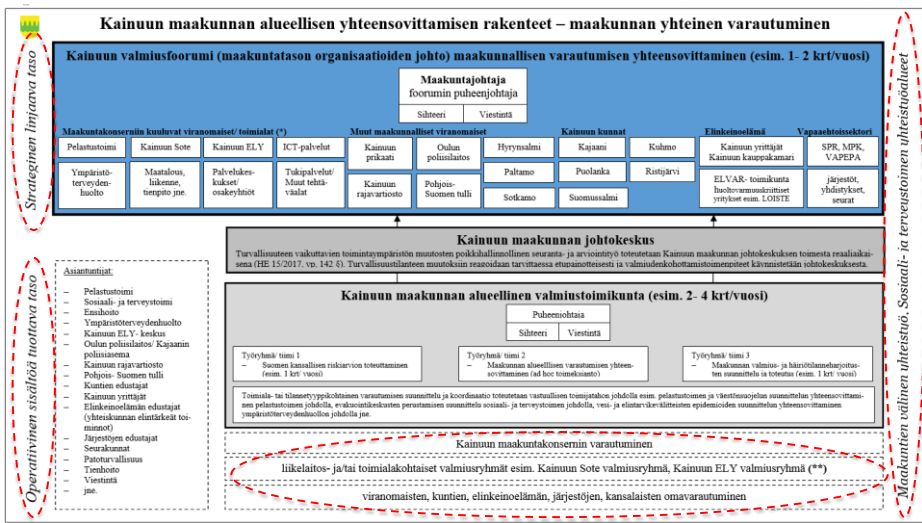 Kainuun maakunnan alueellisen yhteensovittamisen rakenteet – maakunnan yhteinen varautuminen
Strateginen linjaava taso
Kainuun valmiusfoorumi (maakuntatason organisaatioiden johto) maakunnallisen varautumisen yhteensovittaminen (esim. 1- 2 krt/vuosi)
Maakuntajohtaja
foorumin puheenjohtaja
Sihteeri
Viestintä
Maakuntakonserniin kuuluvat viranomaiset/ toimialat (*)
Muut maakunnalliset viranomaiset
Kainuun kunnat
Elinkeinoelämä
Vapaaehtoissektori
Pelastustoimi
Kainuun Sote
Kainuun ELY
ICT-palvelut
Kainuun
prikaati
Oulun
poliisilaitos
Hyrynsalmi
Kajaani
Kuhmo
Kainuun yrittäjät
Kainuun kauppakamari
SPR, MPK,
VAPEPA
Ympäristö-
terveyden-
huolto
Maatalous,
liikenne,
tienpito jne.
Palvelukes-
kukset/
osakeyhtiöt
Tukipalvelut/
Muut tehtä-
väalat
Kainuun
rajavartiosto
Pohjois-
Suomen tulli
Paltamo
Puolanka
Ristijärvi
Sotkamo
Suomussalmi
ELVAR- toimikunta
huoltovarmuuskriittiset
yritykset esim. LOISTE
järjestöt,
yhdistykset,
seurat
Maakuntien välinen yhteistyö. Sosiaali- ja terveystoimen yhteistyöalueet
Kainuun maakunnan johtokeskus
Turvallisuuteen vaikuttavien toimintaympäristön muutosten poikkihallinnollinen seuranta- ja arviointityö toteutetaan Kainuun maakunnan johtokeskuksen toimesta reaaliaikai-
sena (HE 15/2017, vp, 142 §). Turvallisuustilanteen muutoksiin reagoidaan tarvittaessa etupainotteisesti ja valmiudenkohottamistoimenpiteet käynnistetään johtokeskuksesta.
Operatiivinen sisältöä tuottava taso
Asiantuntijat:
– Pelastustoimi
– Sosiaali- ja terveystoimi
– Ensihoito
– Ympäristöterveydenhuolto
– Kainuun ELY- keskus
– Oulun poliisilaitos/ Kajaanin
poliisiasema
– Kainuun rajavartiosto
– Pohjois- Suomen tulli
– Kuntien edustajat
– Kainuun yrittäjät
– Elinkeinoelämän edustajat
(yhteiskunnan elintärkeät toi-
minnot)
– Järjestöjen edustajat
– Seurakunnat
– Patoturvallisuus
– Tienhoito
– Viestintä
– jne.
Kainuun maakunnan alueellinen valmiustoimikunta (esim. 2- 4 krt/vuosi)
Puheenjohtaja
Sihteeri
Viestintä
Työryhmä/ tiimi 1
– Suomen kansallisen riskiarvion toteuttaminen
(esim. 1 krt/ vuosi)
Työryhmä/ tiimi 2
– Maakunnan alueellisen varautumisen yhteen-
sovittaminen (ad hoc toimeksianto)
Työryhmä/ tiimi 3
– Maakunnan valmius- ja häiriötilanneharjoitus-
ten suunnittelu ja toteutus (esim. 1 krt/ vuosi)
Toimiala- tai tilannetyyppikohtainen varautumisen suunnittelu ja koordinaatio toteutetaan vastuullisen toimijatahon johdolla esim. pelastustoimen ja väestönsuojelun suunnittelun yhteensovittami-
nen pelastustoimen johdolla, evakuointikeskusten perustamisen suunnittelu sosiaali- ja terveystoimen johdolla, vesi- ja elintarvikevälitteisten epidemioiden suunnittelun yhteensovittaminen
ympäristöterveydenhuollon johdolla jne.
Kainuun maakuntakonsernin varautuminen
liikelaitos- ja/tai toimialakohtaiset valmiusryhmät esim. Kainuun Sote valmiusryhmä, Kainuun ELY valmiusryhmä (**)
viranomaisten, kuntien, elinkeinoelämän, järjestöjen, kansalaisten omavarautuminen